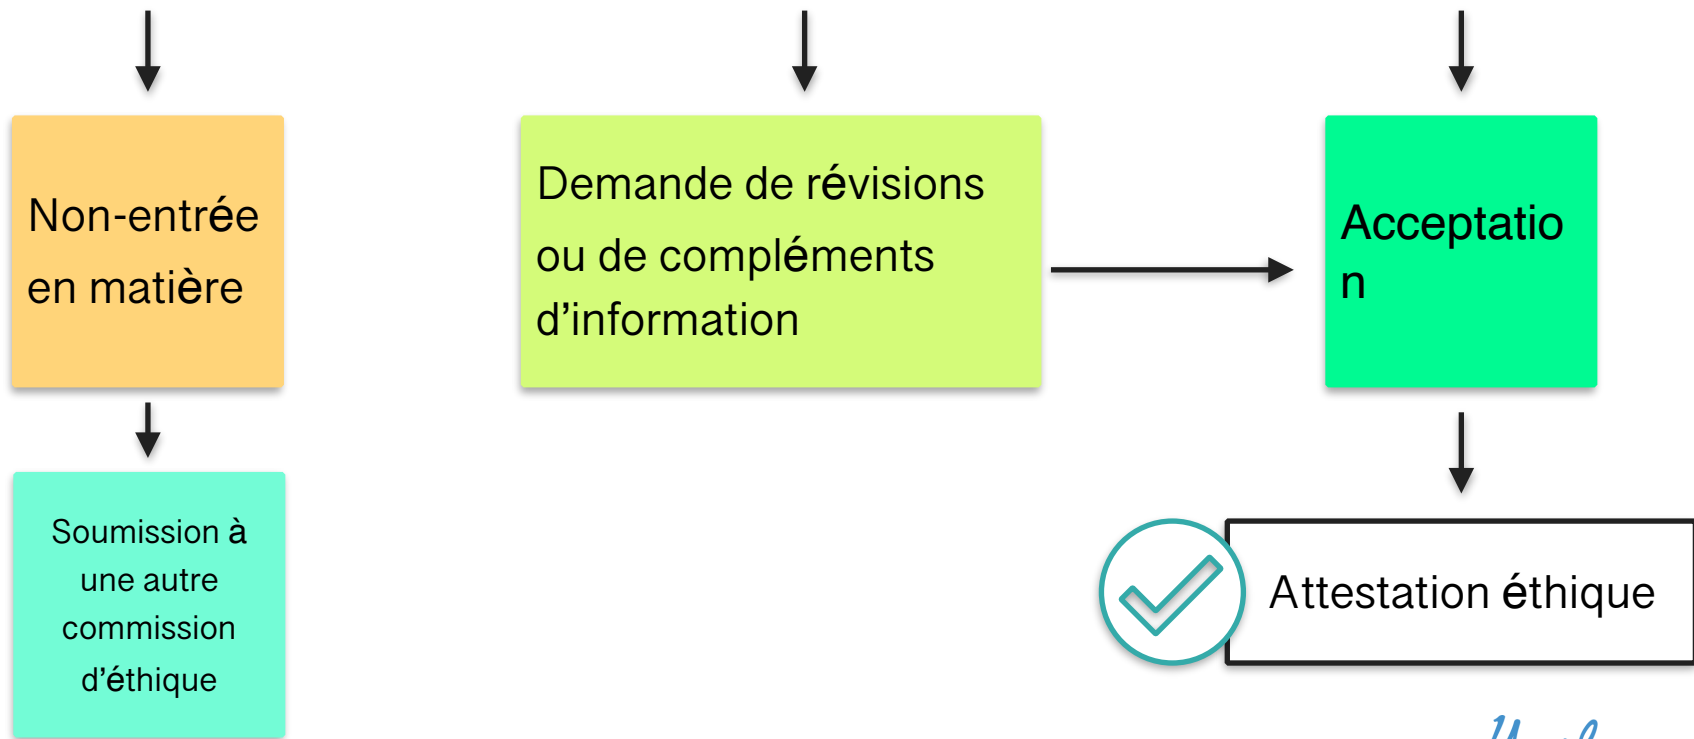 Non-entrée
en matière
Demande de révisions
ou de compléments
d’information
Acceptatio
n
Soumission à
une autre
commission
d’éthique
Attestation éthique